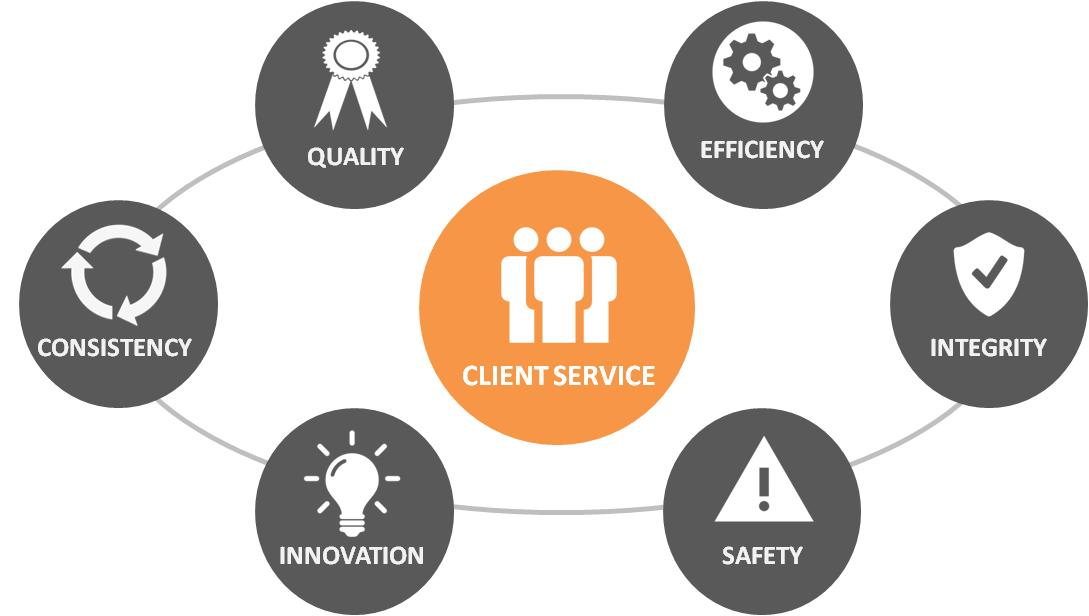 QUALITY
EFFICIENCY
CONSISTENCY
INTEGRITY
CLIENT SERVICE
INNOVATION
SAFETY